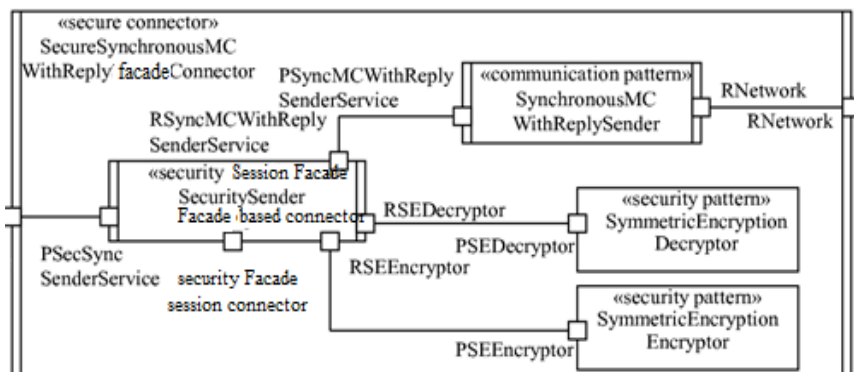 «secure connector»
SecureSynchronousMC
WithReply facadeConnector
PSyncMCWithReply
SenderService
«communication pattern»
SynchronousMC
WithReplySender
RNetwork
RNetwork
RSyncMCWithReply
SenderService
«security Session Facade
SecuritySender
Facade based connector
RSEDecryptor
PSEDecryptor
«security pattern»
SymmetricEncryption
Decryptor
PSecSync
SenderService
security Facade
session connector
RSEEncryptor
PSEEncryptor
«security pattern»
SymmetricEncryption
Encryptor